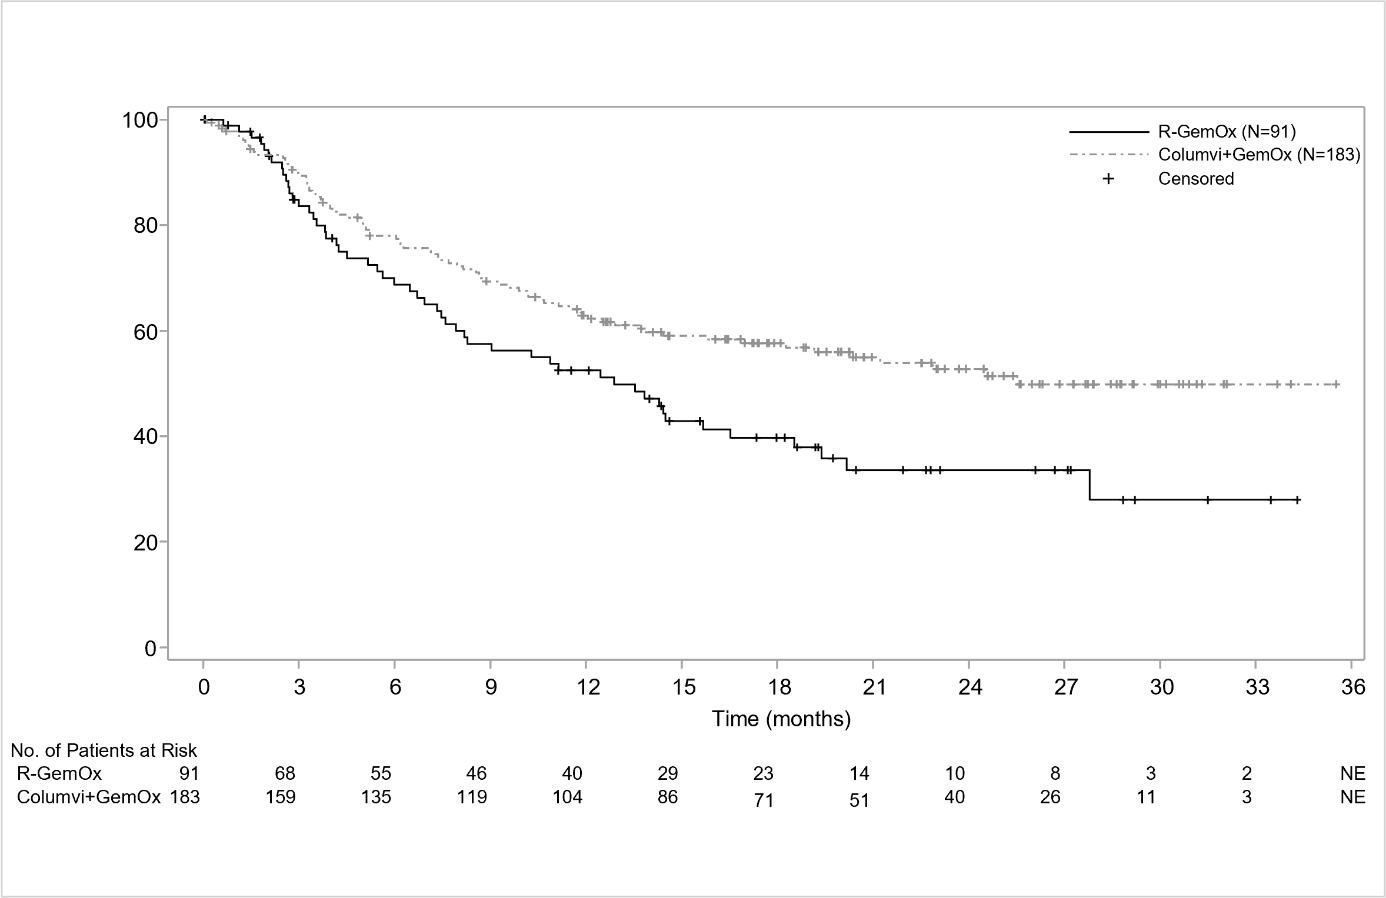 100
80
60
40
20
0
R-GemOx (N=91)
Columvi+GemOx (N=183)
Censored
0 3 6 9 12 15 18 21 24 27 30 33 36
Time (months)
No. of Patients at Risk
R-GemOx 91 68 55 46 40 29 23 14 10 8 3 2 NE
Columvi+GemOx 183 159 135 119 104 86 71 51 40 26 11 3 NE